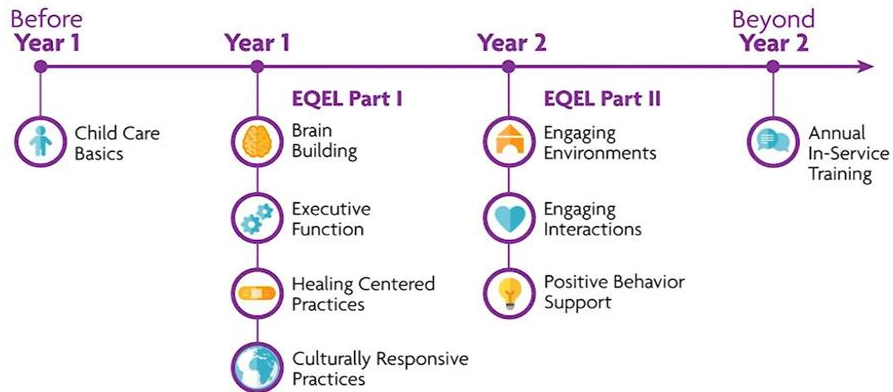 Before
Year 1
Year 1
Year 2
Beyond
Year 2
EQEL Part I
EQEL Part II
Child Care
Basics
Brain
Building
Executive
Function
Healing Centered
Practices
Culturally Responsive
Practices
Engaging
Environments
Engaging
Interactions
Positive Behavior
Support
Annual
In-Service
Training